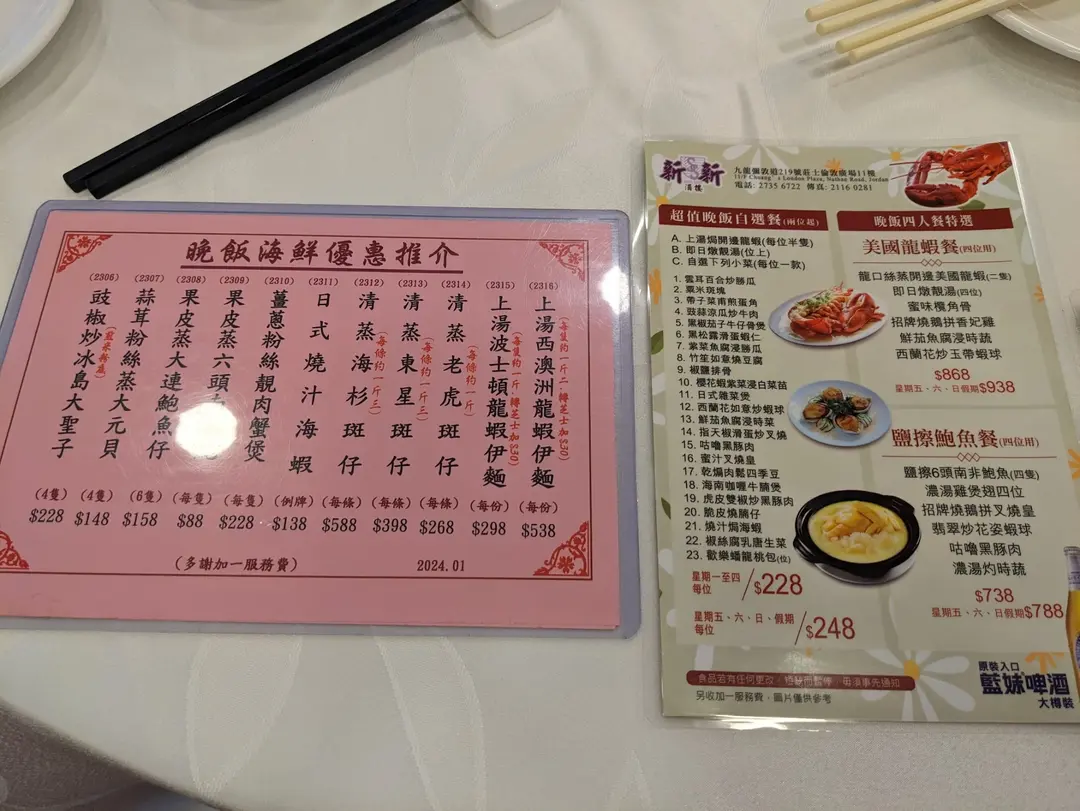 晚飯海鮮優惠推介
(2306)
豉椒炒冰島大聖子
(4隻)
$228
(2307)
蒜茸粉絲蒸大元貝
(4隻)
$148
(2308)
果皮蒸大連鮑魚仔
(6隻)
$158
(2309)
果皮蒸六頭
(每隻)
$88
(2310)
薑蔥粉絲靚肉蟹煲
(每隻)
$228
(2311)
日式燒汁海蝦
(例牌)
$138
(2312)
清蒸海杉斑仔
(每條約一斤三)
(每條)
$588
(2313)
清蒸東星斑仔
(每條約一斤三)
(每條)
$398
(2314)
清蒸老虎斑仔
(每條約一斤)
(每條)
$268
(2315)
上湯波士頓龍蝦伊麵
(每隻約一斤,轉芝士加$30)
(每份)
$298
(2316)
上湯西澳洲龍蝦伊麵
(每隻約一斤二,轉芝士加$30)
(每份)
$538
(多謝加一服務費)
2024.01
新新
酒樓
九龍彌敦道219號莊士倫敦廣場11樓
11/F Chuang's London Plaza, Nathan Road, Jordan
電話: 2735 6722 傳真: 2116 0281
超值晚飯自選餐(兩位起)
A. 上湯焗開邊龍蝦(每位半隻)
B. 即日燉靚湯(位上)
C. 自選下列小菜(每位一款)
1. 雲耳百合炒勝瓜
2. 粟米斑塊
3. 帶子菜甫煎蛋角
4. 豉蒜涼瓜炒牛肉
5. 黑椒茄子牛仔骨煲
6. 黑松露滑蛋蝦仁
7. 紫菜魚腐浸勝瓜
8. 竹笙如意燒豆腐
9. 椒鹽排骨
10. 櫻花蝦紫菜浸白菜苗
11. 日式雜菜煲
12. 西蘭花如意炒蝦球
13. 鮮茄魚腐浸時菜
14. 指天椒滑蛋炒叉燒
15. 咕嚕黑豚肉
16. 蜜汁叉燒皇
17. 乾煸肉鬆四季豆
18. 海南咖喱牛腩煲
19. 虎皮雙椒炒黑豚肉
20. 脆皮燒腩仔
21. 燒汁焗海蝦
22. 椒絲腐乳唐生菜
23. 歡樂蟠龍桃包(位)
星期一至四
每位
$228
星期五、六、日、假期
每位
$248
晚飯四人餐特選
美國龍蝦餐(四位用)
龍口絲蒸開邊美國龍蝦(二隻)
即日燉靚湯(四位)
蜜味欖角骨
招牌燒鵝拼香妃雞
鮮茄魚腐浸時蔬
西蘭花炒玉帶蝦球
$868
星期五、六、日假期$938
鹽擦鮑魚餐(四位用)
鹽擦6頭南非鮑魚(四隻)
濃湯雞煲翅四位
招牌燒鵝拼叉燒皇
翡翠炒花姿蝦球
咕嚕黑豚肉
濃湯灼時蔬
$738
星期五、六、日假期$788
食品若有任何更改,
毋須事先通知
另收加一服務費,圖片僅供參考
原裝入口
藍妹啤酒
大樽裝